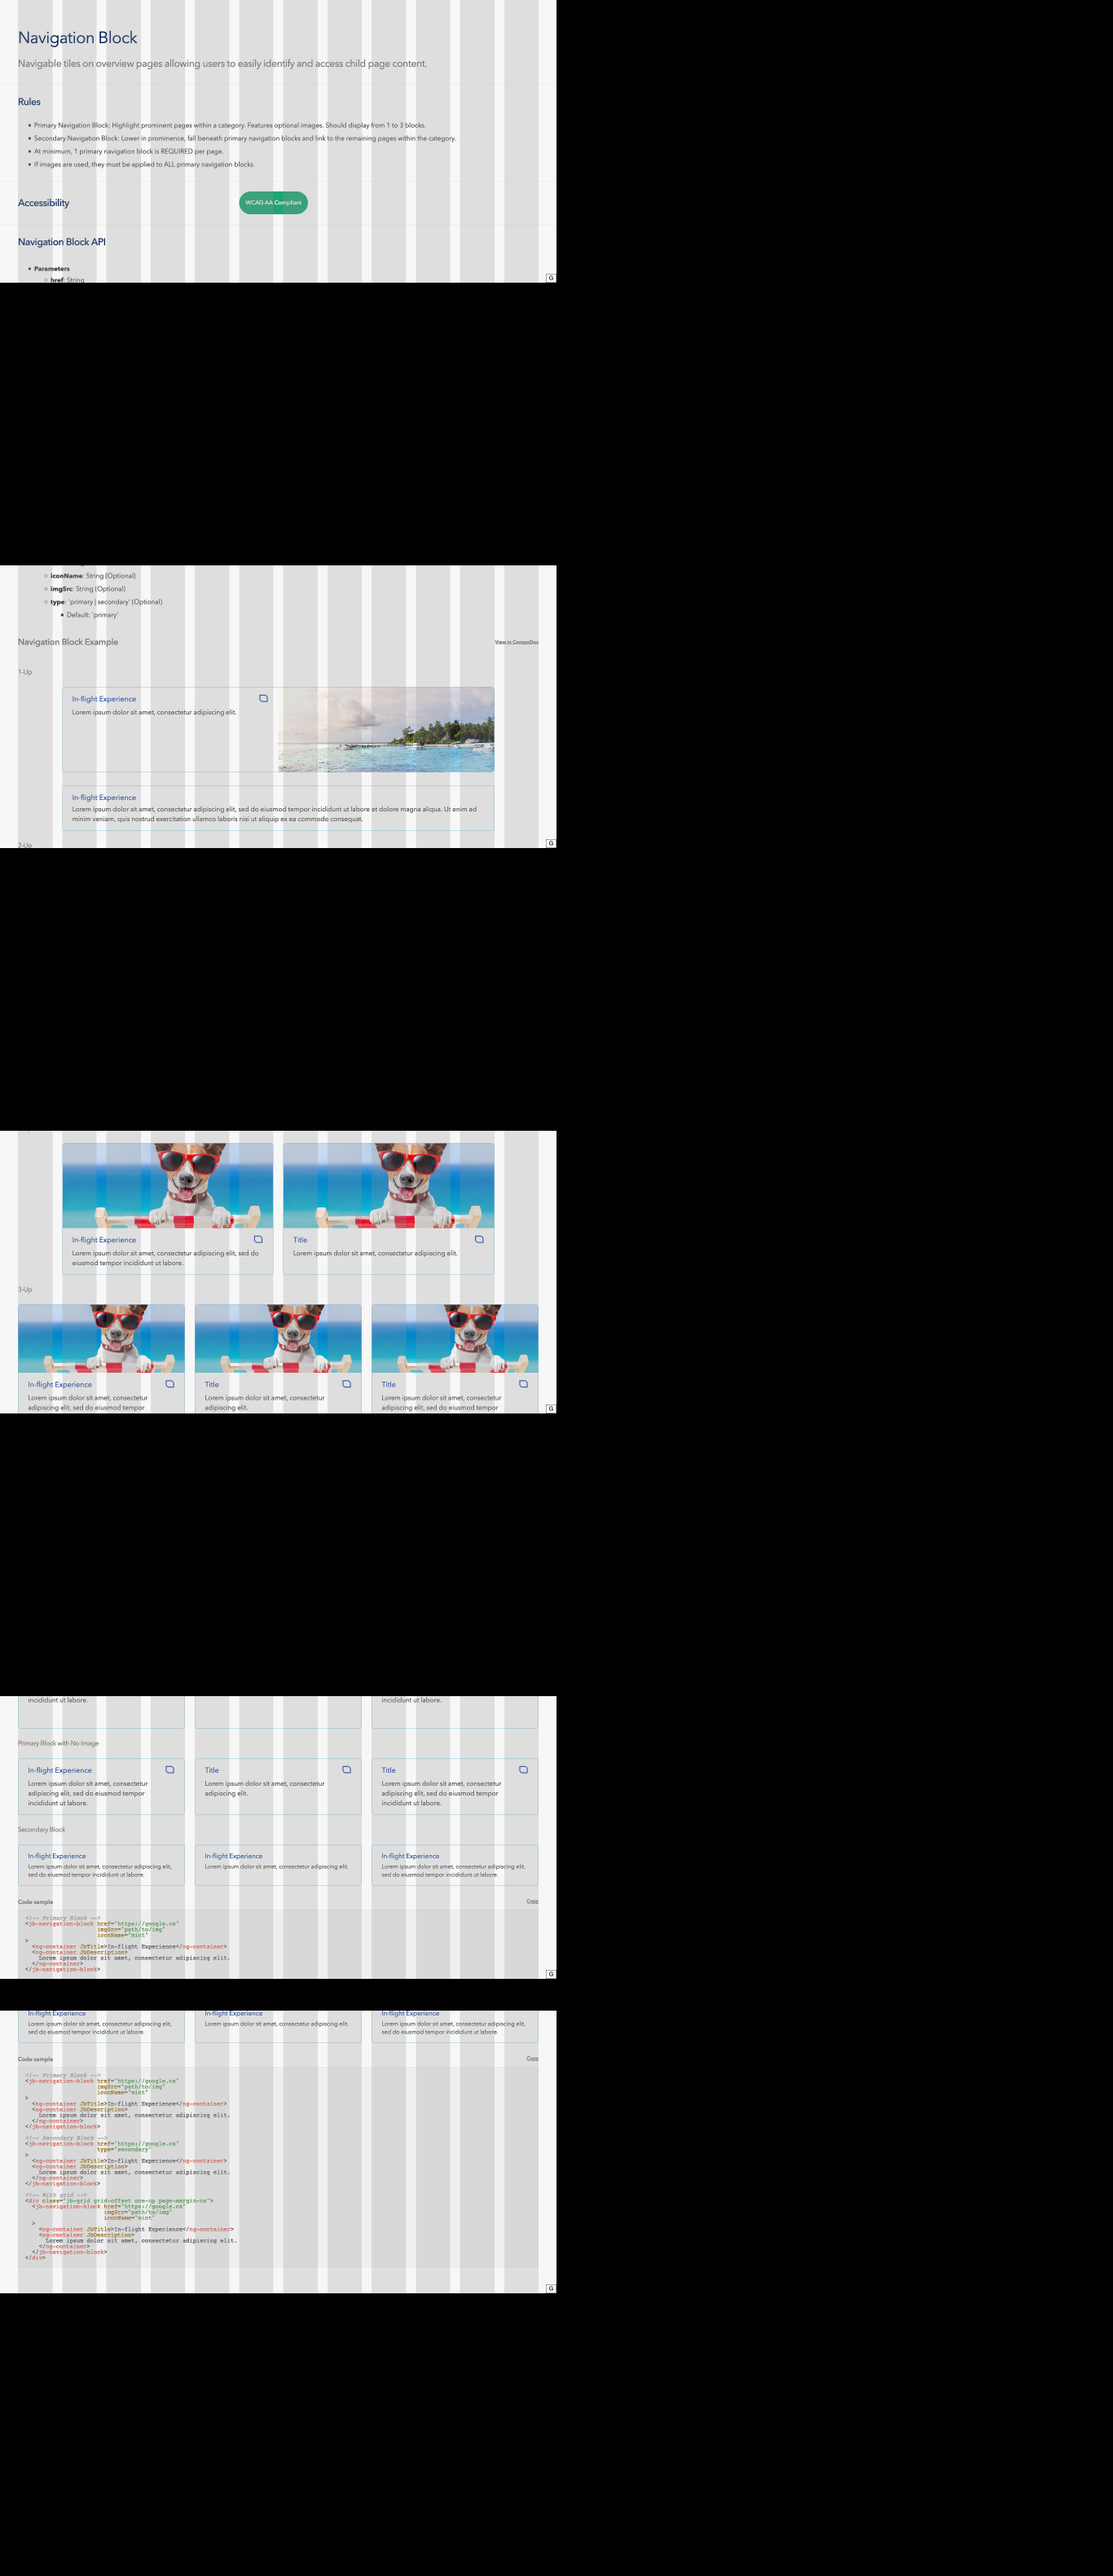 Navigation Block
Navigable tiles on overview pages allowing users to easily identify and access child page content.
Rules
Primary Navigation Block: Highlight prominent pages within a category. Features optional images. Should display from 1 to 3 blocks.
Secondary Navigation Block: Lower in prominence, fall beneath primary navigation blocks and link to the remaining pages within the category.
At minimum, 1 primary navigation block is REQUIRED per page.
If images are used, they must be applied to ALL primary navigation blocks.
Accessibility
WCAG AA Compliant
Navigation Block API
Parameters
href: String
G
iconName: String (Optional)
imgSrc: String (Optional)
type: 'primary | secondary' (Optional)
Default: 'primary'
Navigation Block Example
View in CompoDoc
1-Up
In-flight Experience
Lorem ipsum dolor sit amet, consectetur adipiscing elit.
In-flight Experience
Lorem ipsum dolor sit amet, consectetur adipiscing elit, sed do eiusmod tempor incididunt ut labore et dolore magna aliqua. Ut enim ad
minim veniam, quis nostrud exercitation ullamco laboris nisi ut aliquip ex ea commodo consequat.
2-Up
G
In-flight Experience
Lorem ipsum dolor sit amet, consectetur adipiscing elit, sed do
eiusmod tempor incididunt ut labore.
Title
Lorem ipsum dolor sit amet, consectetur adipiscing elit.
3-Up
In-flight Experience
Lorem ipsum dolor sit amet, consectetur
adipiscing elit, sed do eiusmod tempor
Title
Lorem ipsum dolor sit amet, consectetur
adipiscing elit.
Title
Lorem ipsum dolor sit amet, consectetur
adipiscing elit, sed do eiusmod tempor
G
incididunt ut labore.
incididunt ut labore.
Primary Block with No Image
In-flight Experience
Lorem ipsum dolor sit amet, consectetur
adipiscing elit, sed do eiusmod tempor
incididunt ut labore.
Title
Lorem ipsum dolor sit amet, consectetur
adipiscing elit.
Title
Lorem ipsum dolor sit amet, consectetur
adipiscing elit, sed do eiusmod tempor
incididunt ut labore.
Secondary Block
In-flight Experience
Lorem ipsum dolor sit amet, consectetur adipiscing elit,
sed do eiusmod tempor incididunt ut labore.
In-flight Experience
Lorem ipsum dolor sit amet, consectetur adipiscing elit.
In-flight Experience
Lorem ipsum dolor sit amet, consectetur adipiscing elit,
sed do eiusmod tempor incididunt ut labore.
Code sample
Copy
<!-- Primary Block -->
<jb-navigation-block href="https://google.ca"
imgSrc="path/to/img"
iconName="mint"
>
<ng-container JbTitle>In-flight Experience</ng-container>
<ng-container JbDescription>
Lorem ipsum dolor sit amet, consectetur adipiscing elit.
</ng-container>
</jb-navigation-block>
G
In-flight Experience
Lorem ipsum dolor sit amet, consectetur adipiscing elit,
sed do eiusmod tempor incididunt ut labore.
In-flight Experience
Lorem ipsum dolor sit amet, consectetur adipiscing elit.
In-flight Experience
Lorem ipsum dolor sit amet, consectetur adipiscing elit,
sed do eiusmod tempor incididunt ut labore.
Code sample
Copy
<!-- Primary Block -->
<jb-navigation-block href="https://google.ca"
imgSrc="path/to/img"
iconName="mint"
>
<ng-container JbTitle>In-flight Experience</ng-container>
<ng-container JbDescription>
Lorem ipsum dolor sit amet, consectetur adipiscing elit.
</ng-container>
</jb-navigation-block>
<!-- Secondary Block -->
<jb-navigation-block href="https://google.ca"
type="secondary"
>
<ng-container JbTitle>In-flight Experience</ng-container>
<ng-container JbDescription>
Lorem ipsum dolor sit amet, consectetur adipiscing elit.
</ng-container>
</jb-navigation-block>
<!-- With grid -->
<div class="jb-grid grid-offset one-up page-margin-ns">
<jb-navigation-block href="https://google.ca"
imgSrc="path/to/img"
iconName="mint"
>
<ng-container JbTitle>In-flight Experience</ng-container>
<ng-container JbDescription>
Lorem ipsum dolor sit amet, consectetur adipiscing elit.
</ng-container>
</jb-navigation-block>
</div>
G